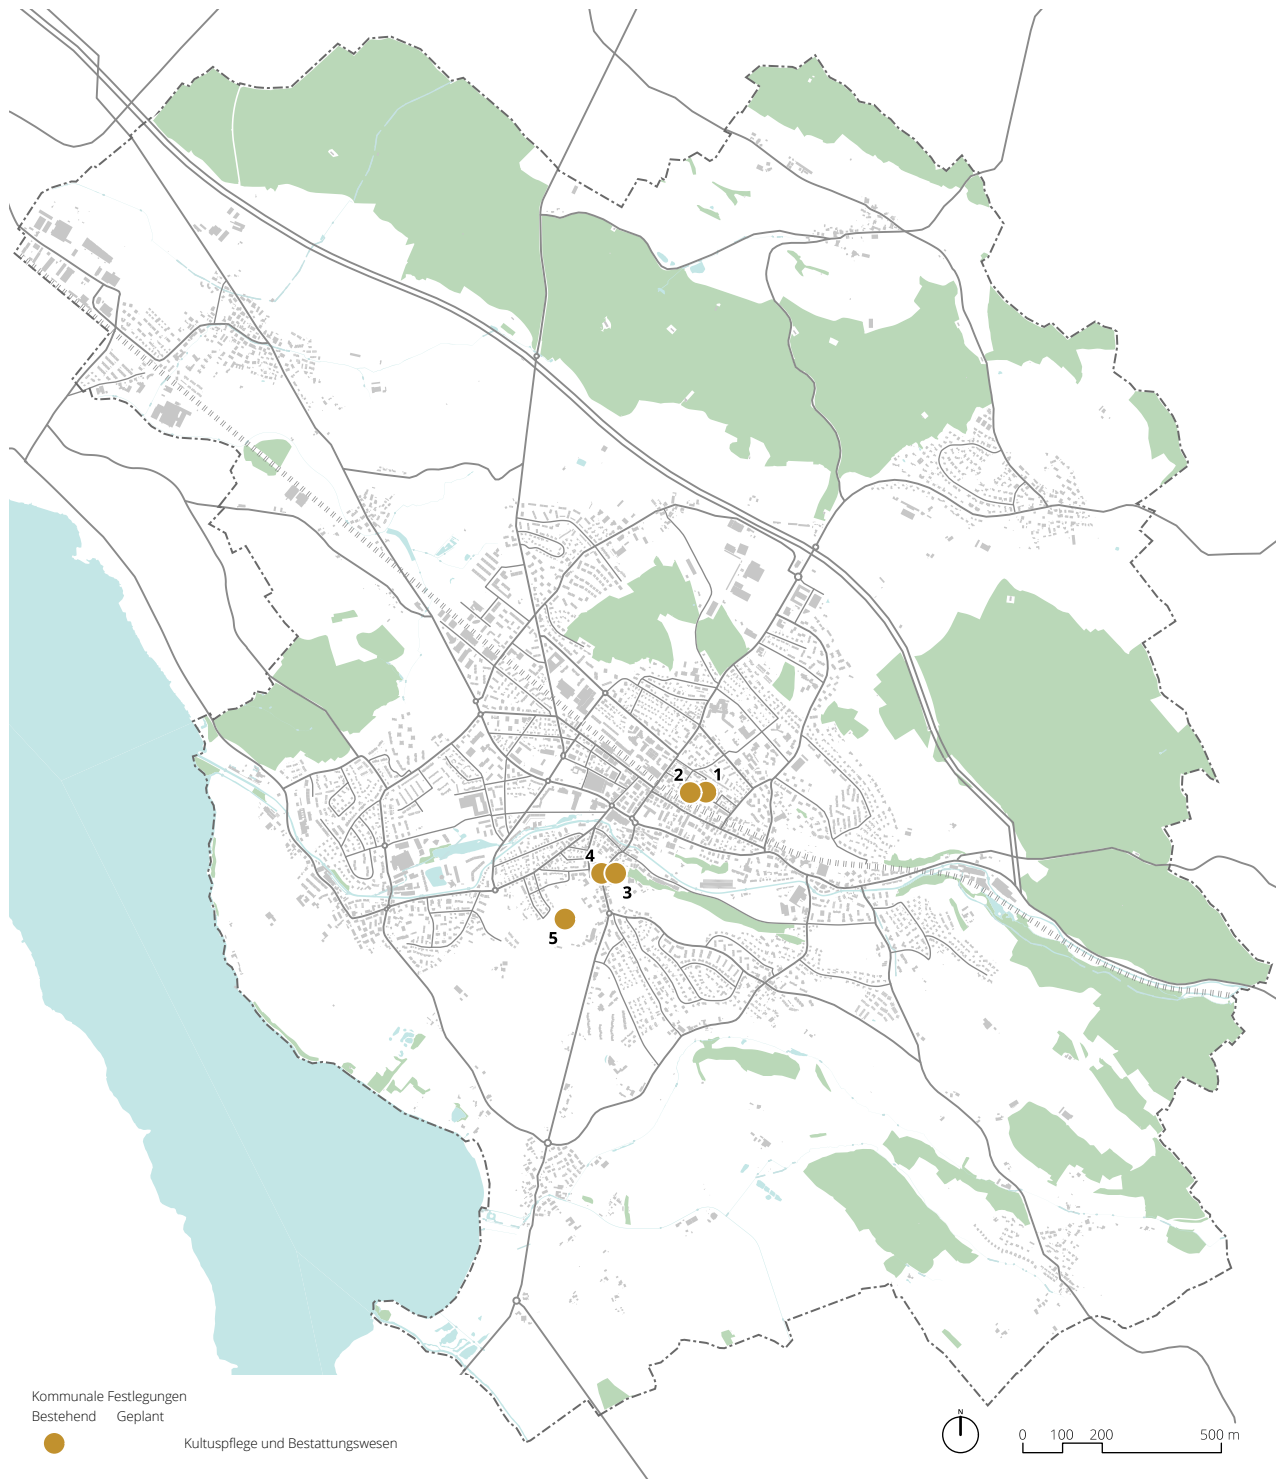 2 1
4
3
5
Kommunale Festlegungen
Bestehend Geplant
Kultuspflege und Bestattungswesen
N
0 100 200 500 m